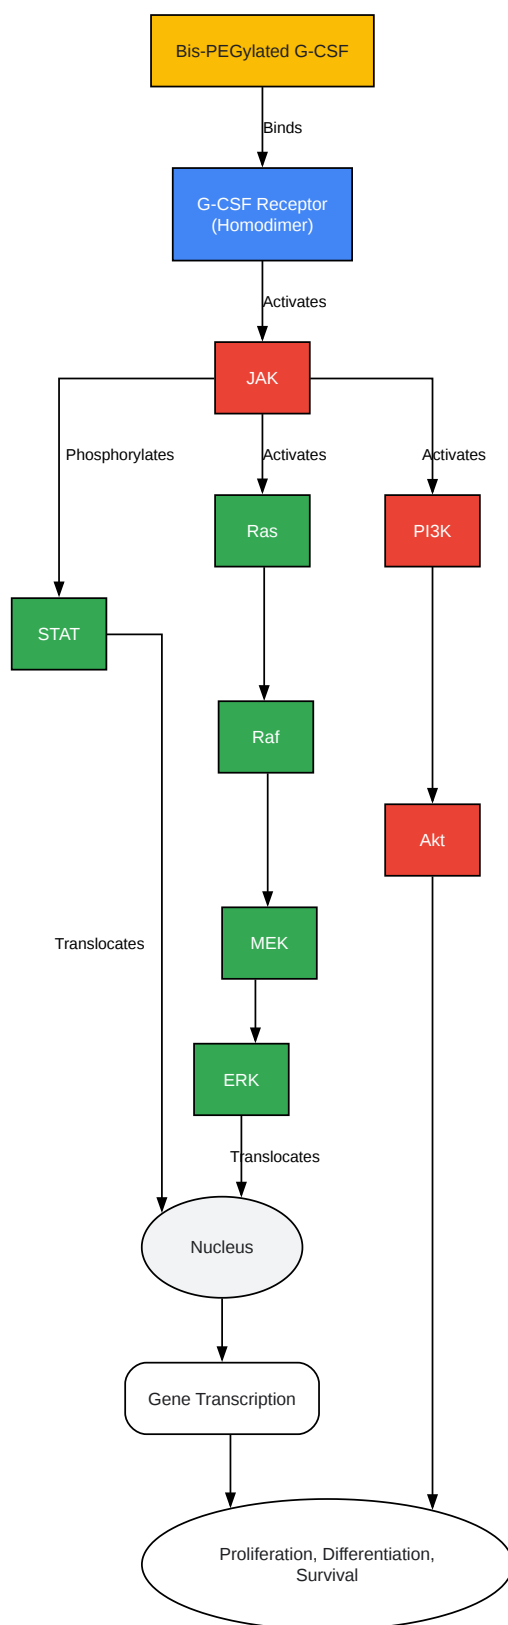 Bis-PEGylated G-CSF
Binds
G-CSF Receptor
(Homodimer)
Activates
JAK
Phosphorylates
Activates
Activates
Ras
PI3K
STAT
Raf
Akt
Translocates
MEK
ERK
Translocates
Nucleus
Gene Transcription
Proliferation, Differentiation,
Survival